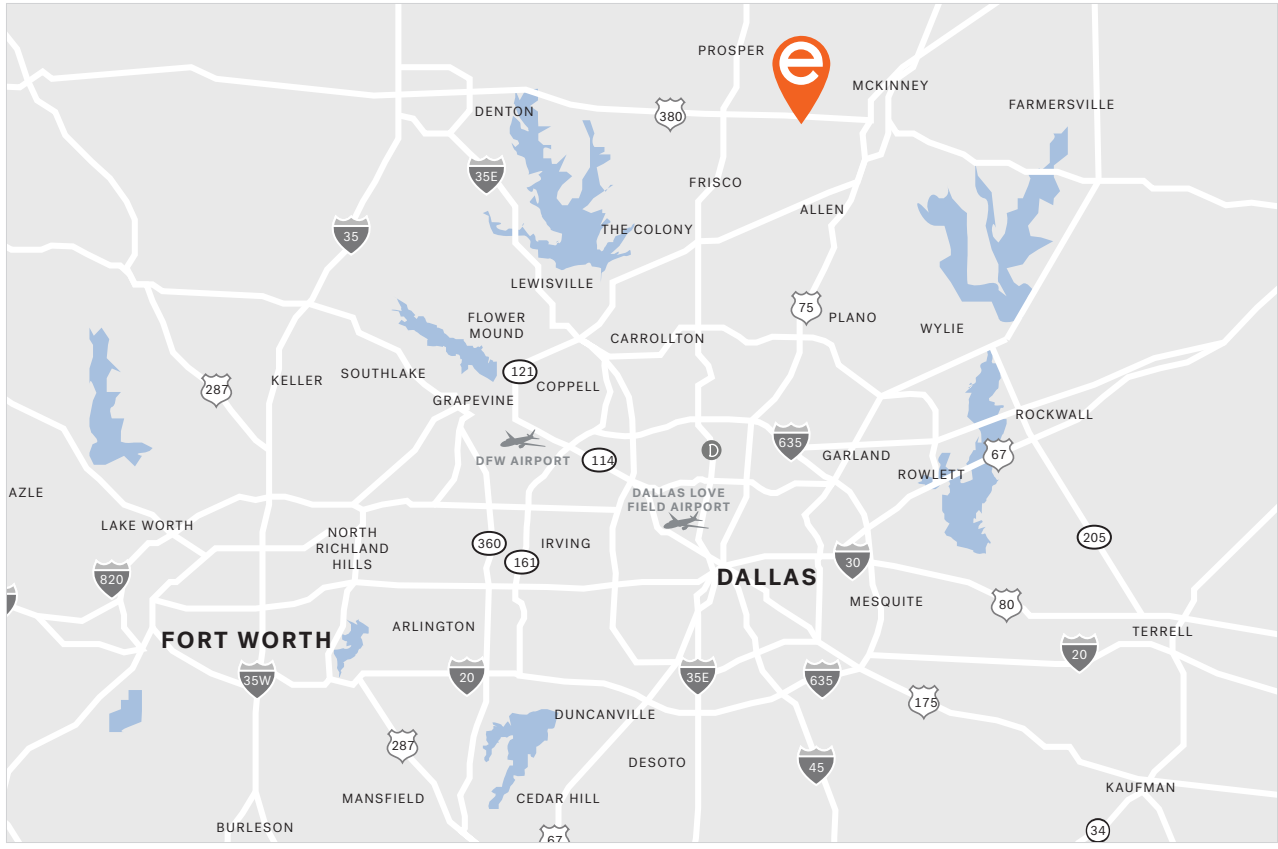 PROSPER
e
MCKINNEY
FARMERSVILLE
DENTON
380
35E
FRISCO
ALLEN
35
THE COLONY
LEWISVILLE
75
PLANO
FLOWER
MOUND
WYLIE
CARROLLTON
121
COPPELL
SOUTHLAKE
KELLER
287
GRAPEVINE
ROCKWALL
635
D
GARLAND
67
DFW AIRPORT
114
ROWLETT
AZLE
DALLAS LOVE
FIELD AIRPORT
LAKE WORTH
NORTH
RICHLAND
HILLS
360
IRVING
161
205
30
820
DALLAS
MESQUITE
80
ARLINGTON
TERRELL
FORT WORTH
20
35W
20
35E
635
175
DUNCANVILLE
287
DESOTO
45
KAUFMAN
MANSFIELD
CEDAR HILL
BURLESON
34
67